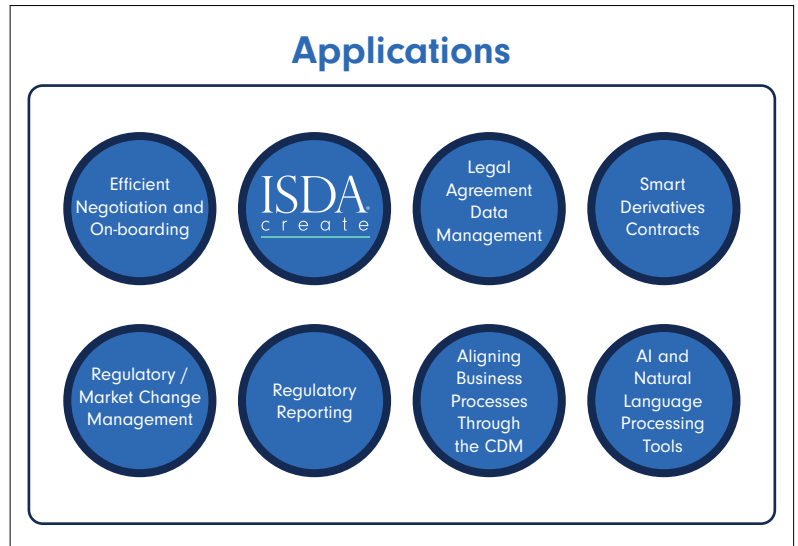 Applications
Efficient
Negotiation and
On-boarding
ISDA®
create
Legal
Agreement
Data
Management
Smart
Derivatives
Contracts
Regulatory /
Market Change
Management
Regulatory
Reporting
Aligning
Business
Processes
Through
the CDM
AI and
Natural
Language
Processing
Tools